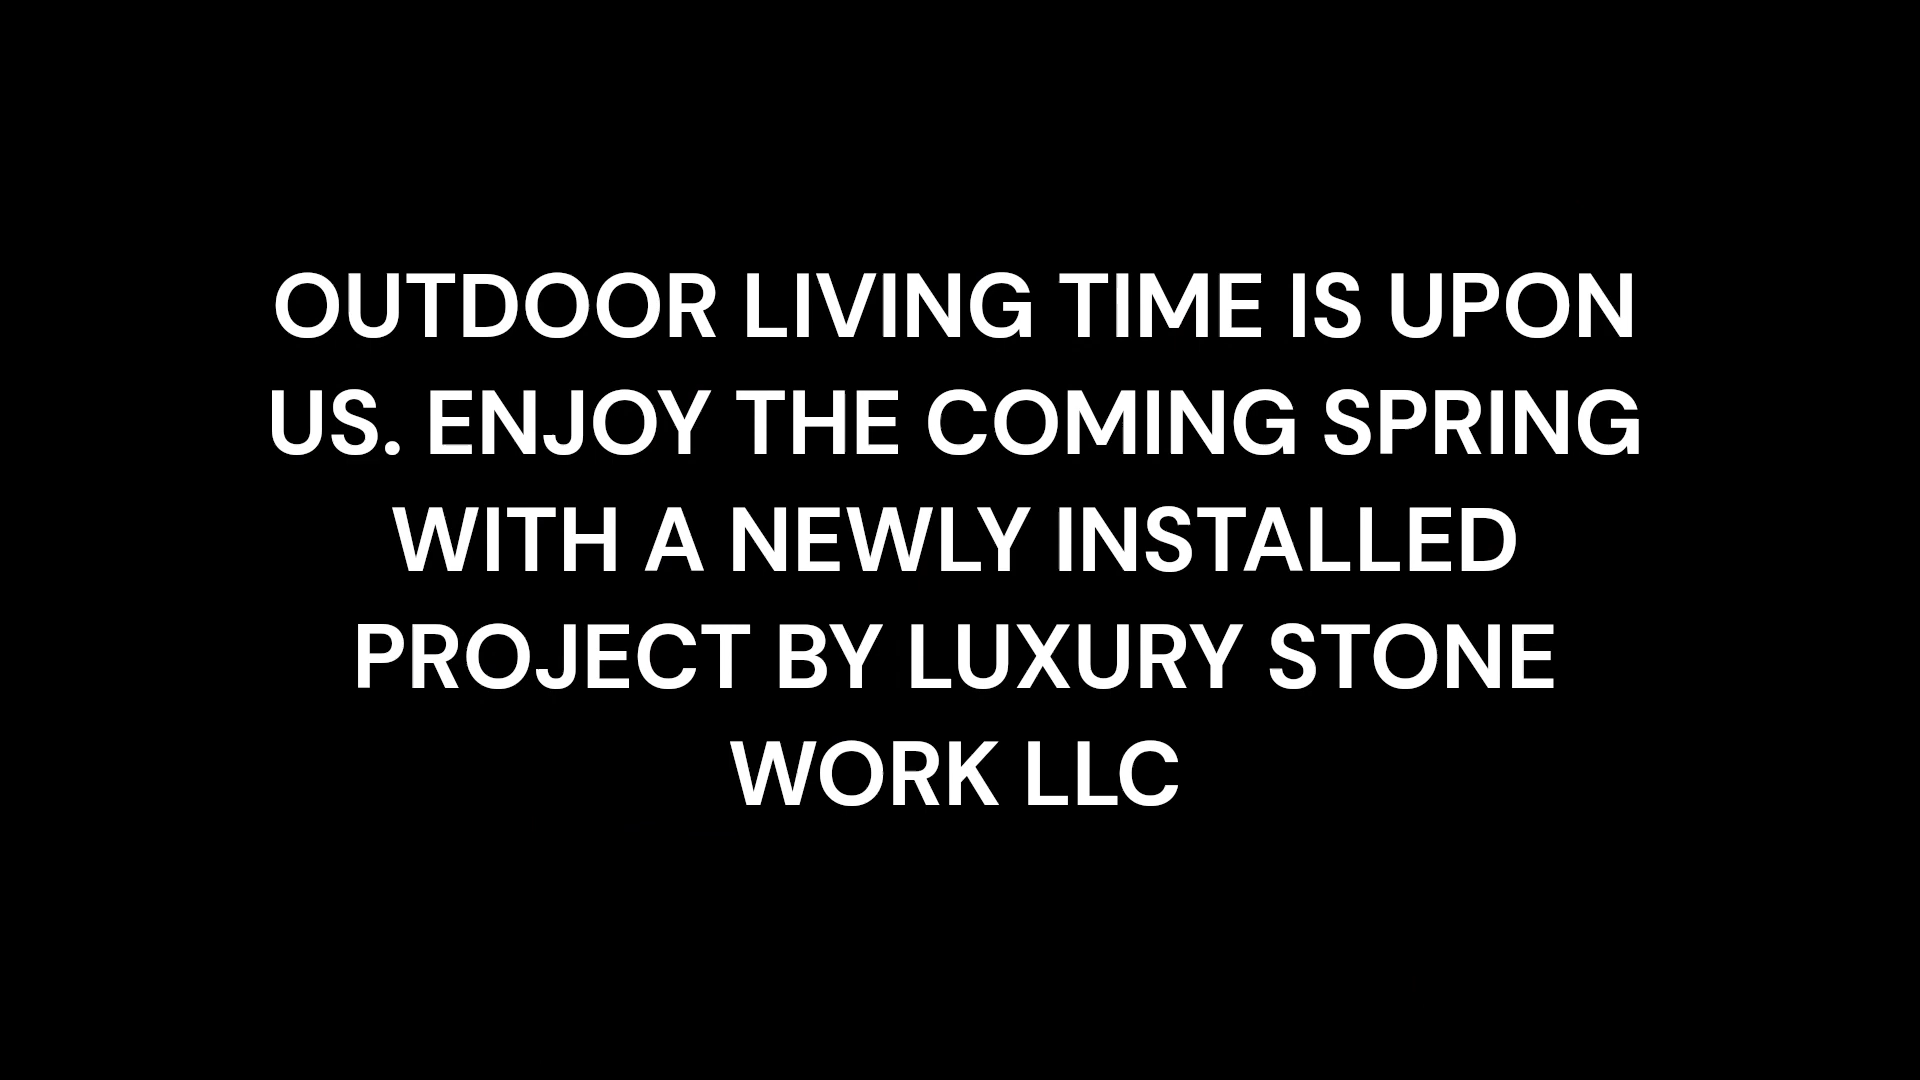 OUTDOOR LIVING TIME IS UPON
US. ENJOY THE COMING SPRING
WITH A NEWLY INSTALLED
PROJECT BY LUXURY STONE
WORK LLC